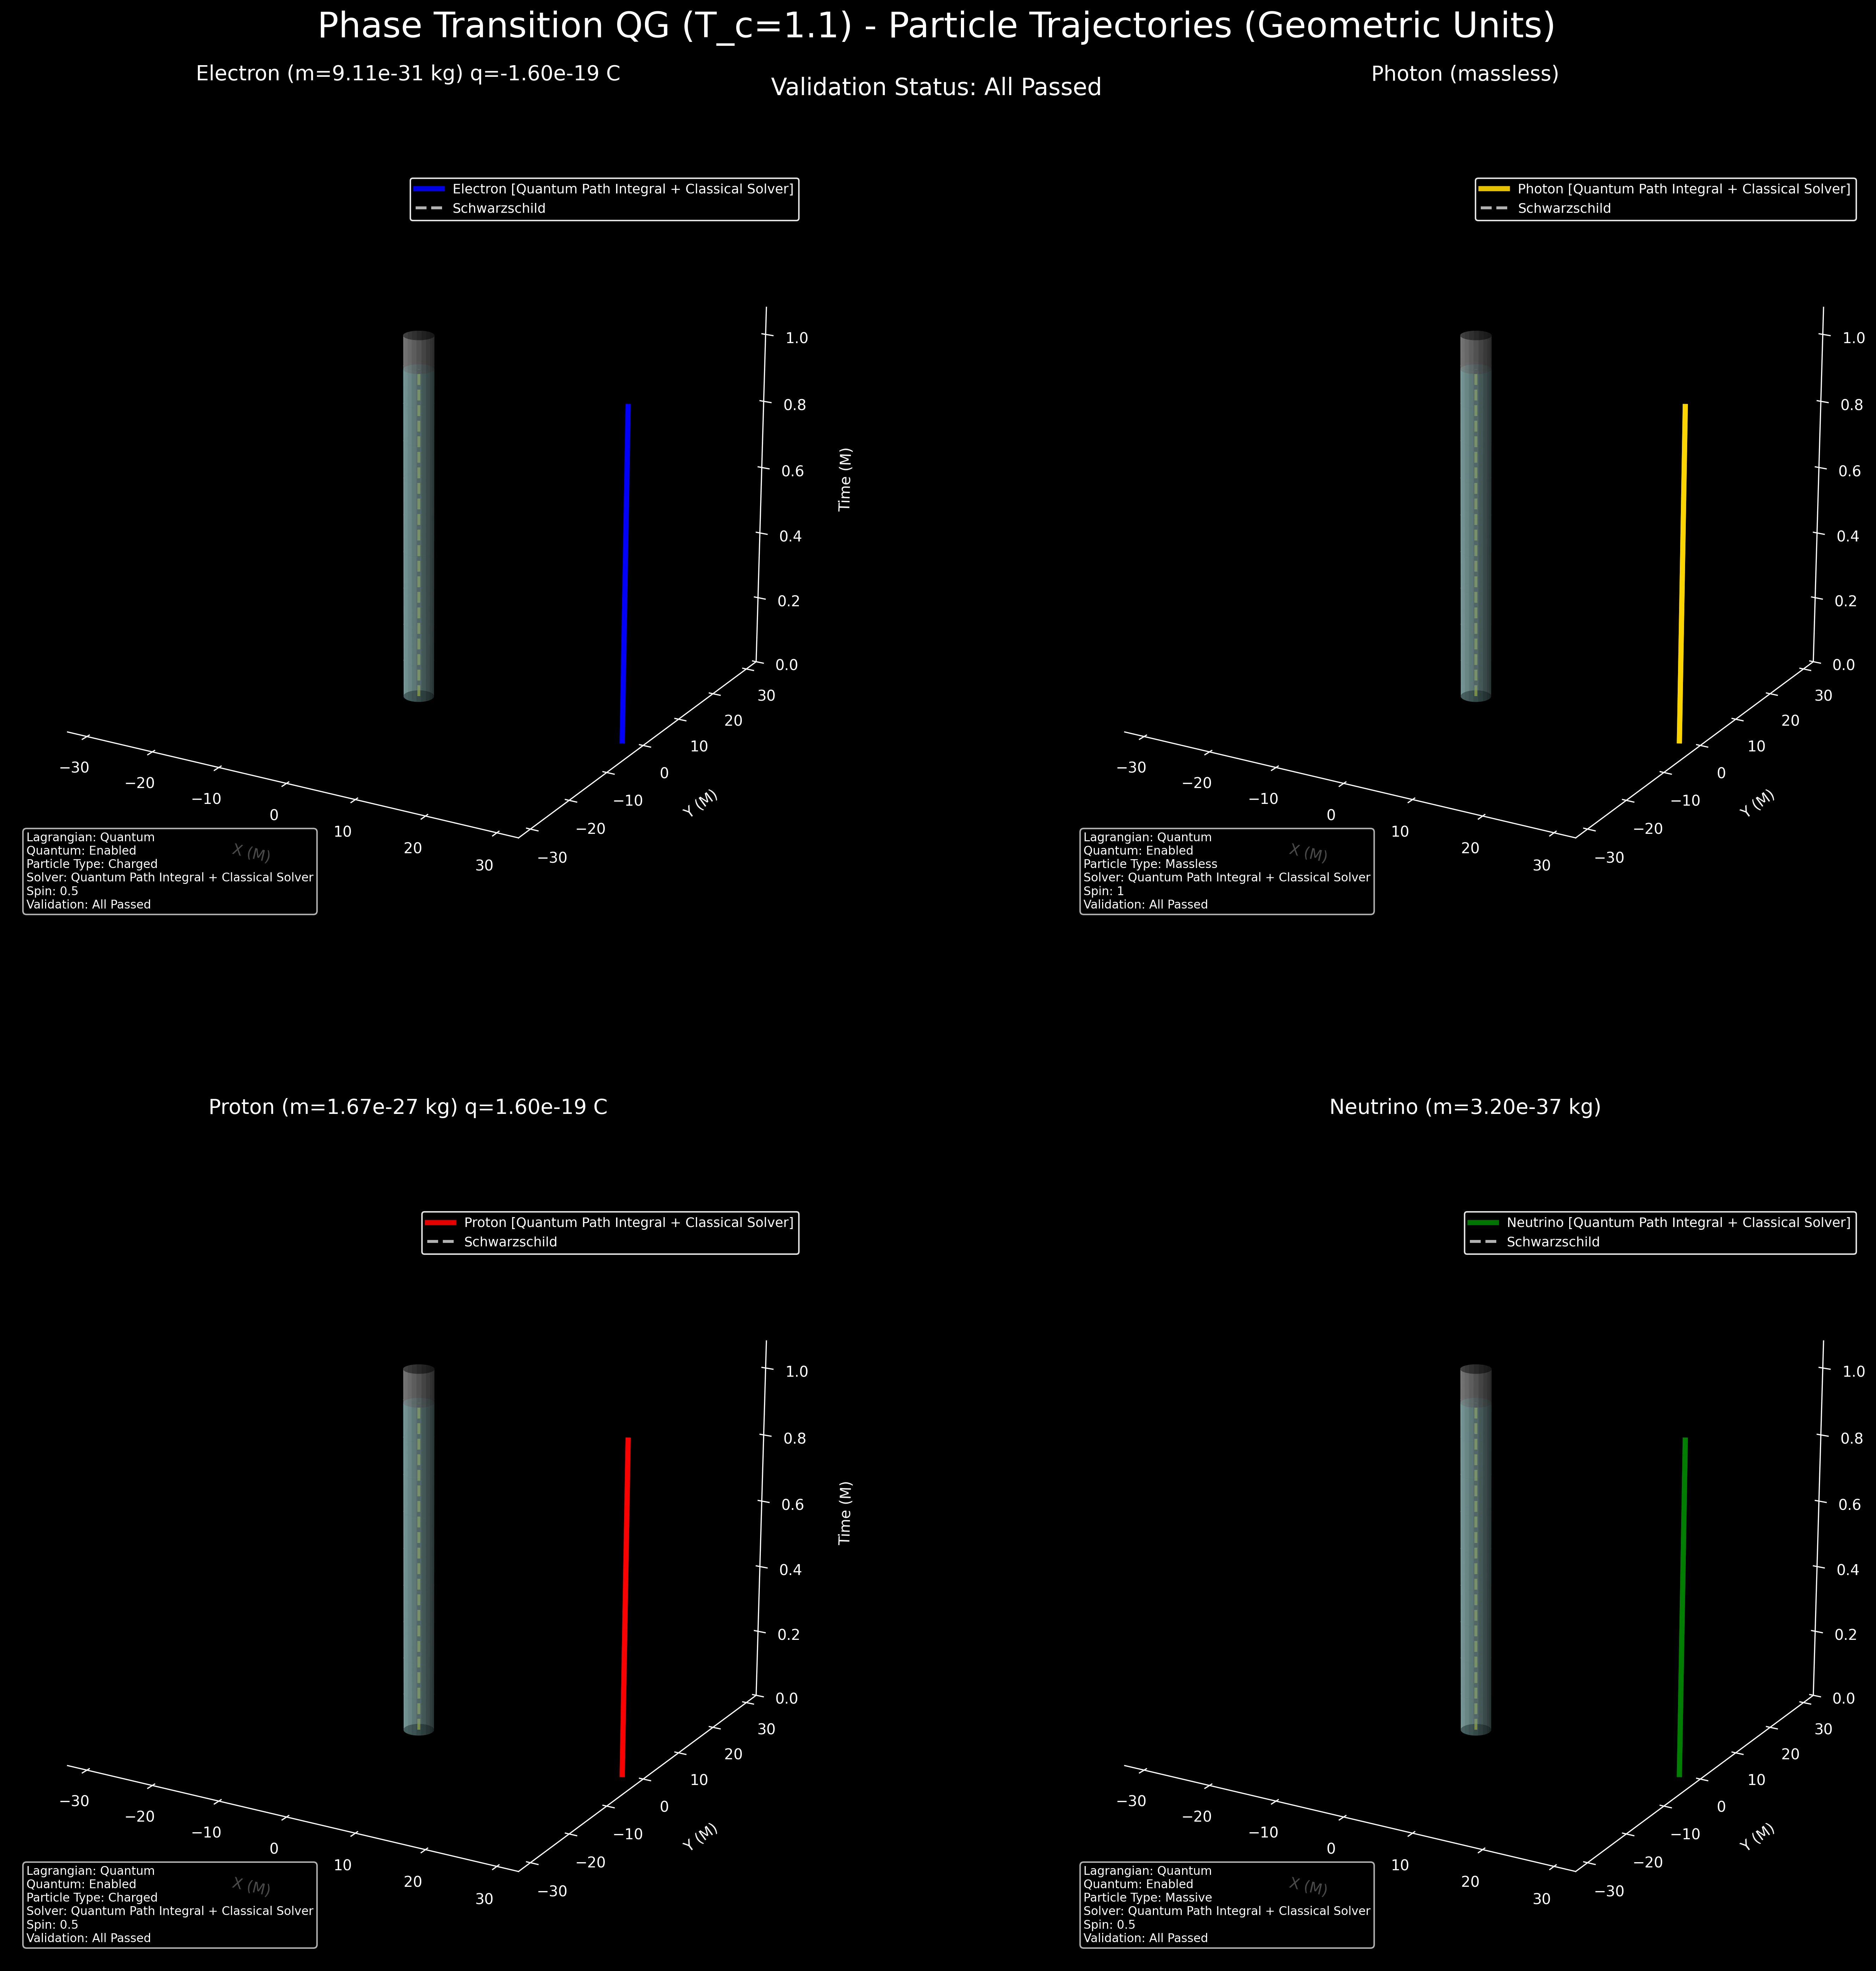 Phase Transition QG (T_c=1.1) - Particle Trajectories (Geometric Units)
Validation Status: All Passed
Electron (m=9.11e-31 kg) q=-1.60e-19 C
Electron [Quantum Path Integral + Classical Solver]
Schwarzschild
1.0
0.8
0.6
0.4
0.2
0.0
Time (M)
30
20
10
0
−10
−20
−30
Y (M)
−30
−20
−10
0
10
20
30
X (M)
Lagrangian: Quantum
Quantum: Enabled
Particle Type: Charged
Solver: Quantum Path Integral + Classical Solver
Spin: 0.5
Validation: All Passed
Photon (massless)
Photon [Quantum Path Integral + Classical Solver]
Schwarzschild
1.0
0.8
0.6
0.4
0.2
0.0
30
20
10
0
−10
−20
−30
Y (M)
−30
−20
−10
0
10
20
30
X (M)
Lagrangian: Quantum
Quantum: Enabled
Particle Type: Massless
Solver: Quantum Path Integral + Classical Solver
Spin: 1
Validation: All Passed
Proton (m=1.67e-27 kg) q=1.60e-19 C
Proton [Quantum Path Integral + Classical Solver]
Schwarzschild
1.0
0.8
0.6
0.4
0.2
0.0
Time (M)
30
20
10
0
−10
−20
−30
Y (M)
−30
−20
−10
0
10
20
30
X (M)
Lagrangian: Quantum
Quantum: Enabled
Particle Type: Charged
Solver: Quantum Path Integral + Classical Solver
Spin: 0.5
Validation: All Passed
Neutrino (m=3.20e-37 kg)
Neutrino [Quantum Path Integral + Classical Solver]
Schwarzschild
1.0
0.8
0.6
0.4
0.2
0.0
30
20
10
0
−10
−20
−30
Y (M)
−30
−20
−10
0
10
20
30
X (M)
Lagrangian: Quantum
Quantum: Enabled
Particle Type: Massive
Solver: Quantum Path Integral + Classical Solver
Spin: 0.5
Validation: All Passed